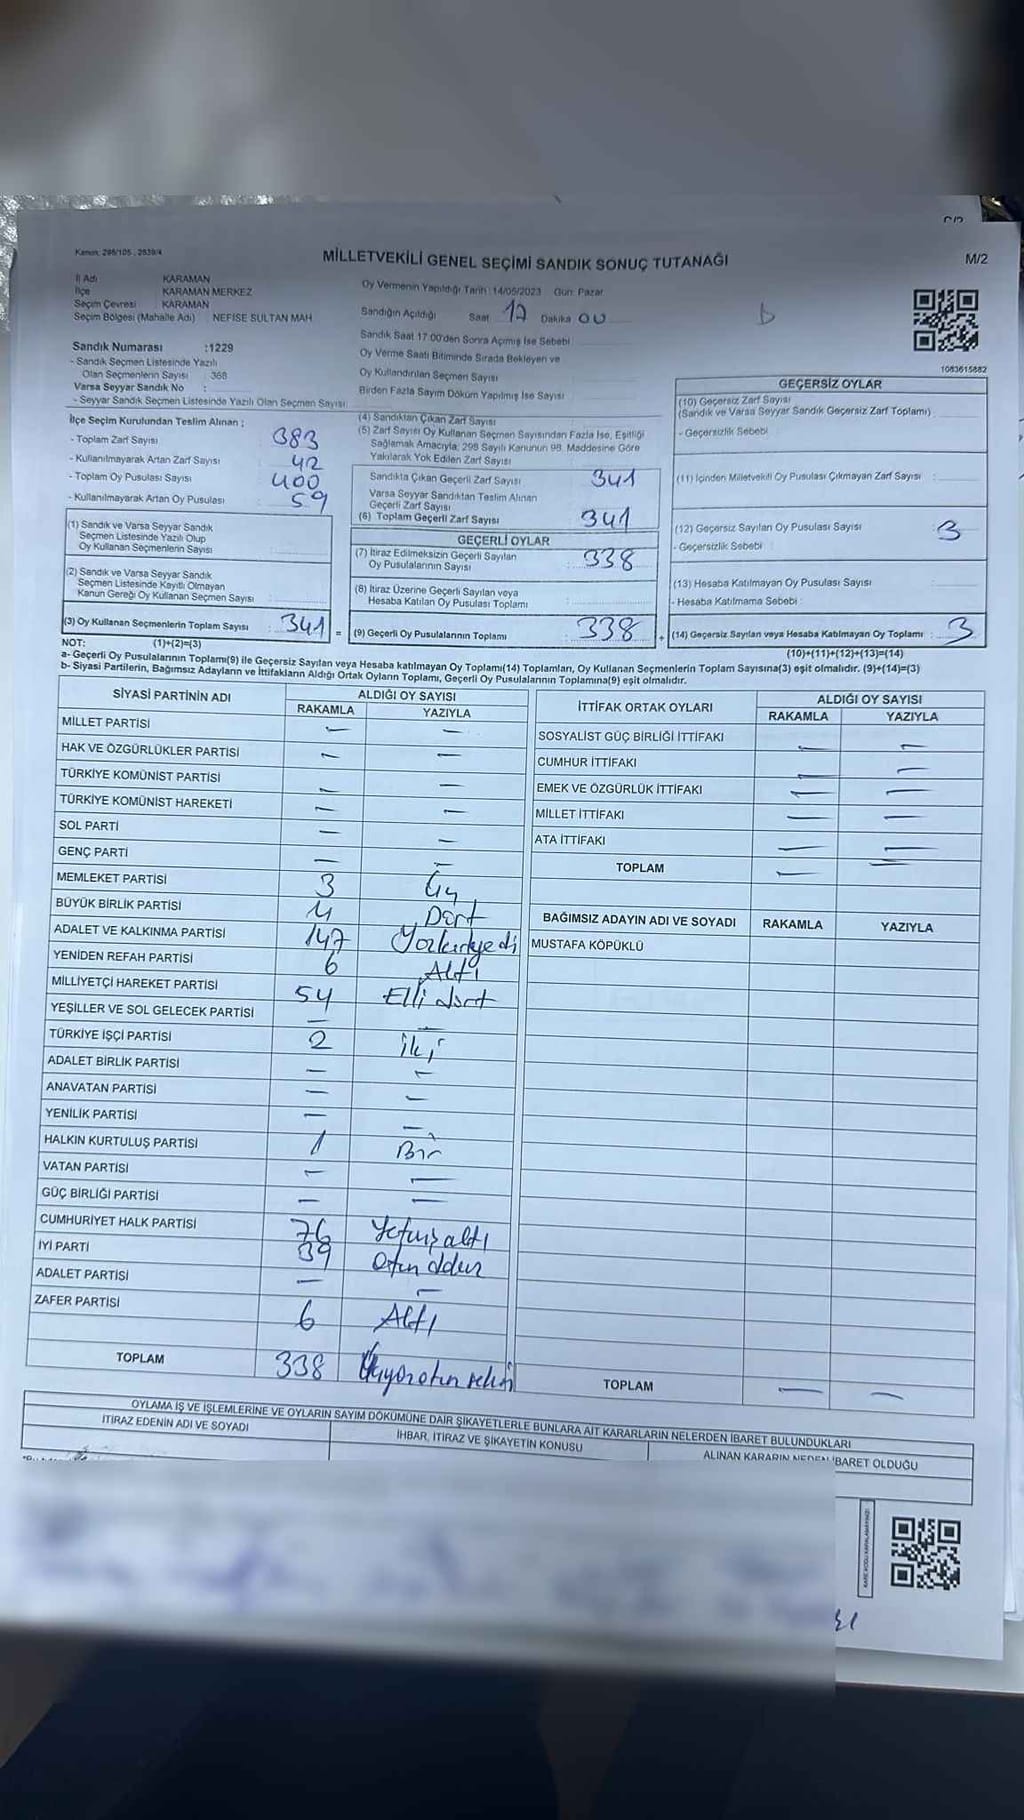 C/2
Kanun: 298/105 , 2839/4
MİLLETVEKİLİ GENEL SEÇİMİ SANDIK SONUÇ TUTANAĞI
M/2
İl Adı KARAMAN
İlçe KARAMAN MERKEZ
Seçim Çevresi KARAMAN
Seçim Bölgesi (Mahalle Adı) NEFİSE SULTAN MAH
Oy Vermenin Yapıldığı Tarih : 14/05/2023 Gün: Pazar
Sandığın Açıldığı Saat 17 Dakika 00
Sandık Saat 17:00'den Sonra Açımış İse Sebebi
Oy Verme Saati Bitiminde Sırada Bekleyen ve
Oy Kullandırılan Seçmen Sayısı
Birden Fazla Sayım Döküm Yapılmış İse Sayısı
1083615882
Sandık Numarası :1229
- Sandık Seçmen Listesinde Yazılı
Olan Seçmenlerin Sayısı : 368
Varsa Seyyar Sandık No :
- Seyyar Sandık Seçmen Listesinde Yazılı Olan Seçmen Sayısı
İlçe Seçim Kurulundan Teslim Alınan ;
- Toplam Zarf Sayısı 383
- Kullanılmayarak Artan Zarf Sayısı 42
- Toplam Oy Pusulası Sayısı 400
- Kullanılmayarak Artan Oy Pusulası 59
(1) Sandık ve Varsa Seyyar Sandık
Seçmen Listesinde Yazılı Olup
Oy Kullanan Seçmenlerin Sayısı
(2) Sandık ve Varsa Seyyar Sandık
Seçmen Listesinde Kayıtlı Olmayan
Kanun Gereği Oy Kullanan Seçmen Sayısı
(3) Oy Kullanan Seçmenlerin Toplam Sayısı : 341 =
(4) Sandıktan Çıkan Zarf Sayısı
(5) Zarf Sayısı Oy Kullanan Seçmen Sayısından Fazla İse, Eşitliği
Sağlamak Amacıyla; 298 Sayılı Kanunun 98. Maddesine Göre
Yakılarak Yok Edilen Zarf Sayısı
Sandıkta Çıkan Geçerli Zarf Sayısı 341
Varsa Seyyar Sandıktan Teslim Alınan
Geçerli Zarf Sayısı
(6) Toplam Geçerli Zarf Sayısı 341
GEÇERLİ OYLAR
(7) İtiraz Edilmeksizin Geçerli Sayılan
Oy Pusulalarının Sayısı 338
(8) İtiraz Üzerine Geçerli Sayılan veya
Hesaba Katılan Oy Pusulası Toplamı
(9) Geçerli Oy Pusulalarının Toplamı 338 +
GEÇERSİZ OYLAR
(10) Geçersiz Zarf Sayısı
(Sandık ve Varsa Seyyar Sandık Geçersiz Zarf Toplamı)
- Geçersizlik Sebebi
(11) İçinden Milletvekili Oy Pusulası Çıkmayan Zarf Sayısı :
(12) Geçersiz Sayılan Oy Pusulası Sayısı : 3
- Geçersizlik Sebebi :
(13) Hesaba Katılmayan Oy Pusulası Sayısı
- Hesaba Katılmama Sebebi :
(14) Geçersiz Sayılan veya Hesaba Katılmayan Oy Toplamı : 3
NOT: (1)+(2)=(3) (10)+(11)+(12)+(13)=(14)
a- Geçerli Oy Pusulalarının Toplamı(9) ile Geçersiz Sayılan veya Hesaba katılmayan Oy Toplamı(14) Toplamları, Oy Kullanan Seçmenlerin Toplam Sayısına(3) eşit olmalıdır. (9)+(14)=(3)
b- Siyasi Partilerin, Bağımsız Adayların ve İttifakların Aldığı Ortak Oyların Toplamı, Geçerli Oy Pusulalarının Toplamına(9) eşit olmalıdır.
SİYASİ PARTİNİN ADI ALDIĞI OY SAYISI
RAKAMLA YAZIYLA
MİLLET PARTİSİ — —
HAK VE ÖZGÜRLÜKLER PARTİSİ — —
TÜRKİYE KOMÜNİST PARTİSİ — —
TÜRKİYE KOMÜNİST HAREKETİ — —
SOL PARTİ — —
GENÇ PARTİ — —
MEMLEKET PARTİSİ 3 Üç
BÜYÜK BİRLİK PARTİSİ 4 Dört
ADALET VE KALKINMA PARTİSİ 147 Yüzkırkyedi
YENİDEN REFAH PARTİSİ 6 Altı
MİLLİYETÇİ HAREKET PARTİSİ 54 Elli dört
YEŞİLLER VE SOL GELECEK PARTİSİ — —
TÜRKİYE İŞÇİ PARTİSİ 2 İki
ADALET BİRLİK PARTİSİ — —
ANAVATAN PARTİSİ — —
YENİLİK PARTİSİ — —
HALKIN KURTULUŞ PARTİSİ 1 Bir
VATAN PARTİSİ — —
GÜÇ BİRLİĞİ PARTİSİ — —
CUMHURİYET HALK PARTİSİ 76 Yetmiş altı
İYİ PARTİ 39 Otuz dokuz
ADALET PARTİSİ — —
ZAFER PARTİSİ 6 Altı
TOPLAM 338 Üçyüzotuz sekiz
İTTİFAK ORTAK OYLARI ALDIĞI OY SAYISI
RAKAMLA YAZIYLA
SOSYALİST GÜÇ BİRLİĞİ İTTİFAKI — —
CUMHUR İTTİFAKI — —
EMEK VE ÖZGÜRLÜK İTTİFAKI — —
MİLLET İTTİFAKI — —
ATA İTTİFAKI — —
TOPLAM — —
BAĞIMSIZ ADAYIN ADI VE SOYADI RAKAMLA YAZIYLA
MUSTAFA KÖPÜKLÜ
TOPLAM — —
OYLAMA İŞ VE İŞLEMLERİNE VE OYLARIN SAYIM DÖKÜMÜNE DAİR ŞİKAYETLERLE BUNLARA AİT KARARLARIN NELERDEN İBARET BULUNDUKLARI
İTİRAZ EDENİN ADI VE SOYADI İHBAR, İTİRAZ VE ŞİKAYETİN KONUSU ALINAN KARARIN NEDEN İBARET OLDUĞU